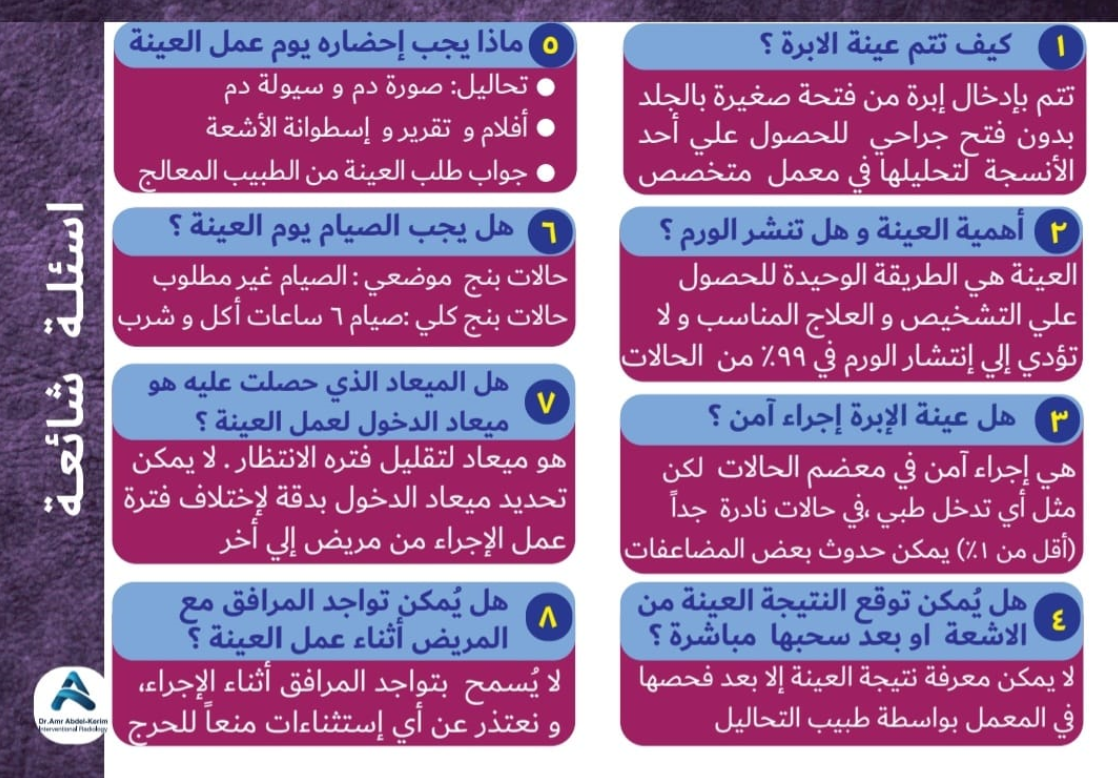 اسئلة شائعة
١ كيف تتم عينة الابرة ؟
تتم بإدخال إبرة من فتحة صغيرة بالجلد
بدون فتح جراحي للحصول علي أحد
الأنسجة لتحليلها في معمل متخصص
٢ أهمية العينة و هل تنشر الورم ؟
العينة هي الطريقة الوحيدة للحصول
علي التشخيص و العلاج المناسب و لا
تؤدي إلي إنتشار الورم في ٩٩٪ من الحالات
٣ هل عينة الإبرة إجراء آمن ؟
هي إجراء آمن في معضم الحالات لكن
مثل أي تدخل طبي ،في حالات نادرة جداً
(أقل من ١٪) يمكن حدوث بعض المضاعفات
٤ هل يُمكن توقع النتيجة العينة من
الاشعة او بعد سحبها مباشرة ؟
لا يمكن معرفة نتيجة العينة إلا بعد فحصها
في المعمل بواسطة طبيب التحاليل
٥ ماذا يجب إحضاره يوم عمل العينة
● تحاليل: صورة دم و سيولة دم
● أفلام و تقرير و إسطوانة الأشعة
● جواب طلب العينة من الطبيب المعالج
٦ هل يجب الصيام يوم العينة ؟
حالات بنج موضعي : الصيام غير مطلوب
حالات بنج كلي :صيام ٦ ساعات أكل و شرب
٧ هل الميعاد الذي حصلت عليه هو
ميعاد الدخول لعمل العينة ؟
هو ميعاد لتقليل فتره الانتظار . لا يمكن
تحديد ميعاد الدخول بدقة لإختلاف فترة
عمل الإجراء من مريض إلي أخر
٨ هل يُمكن تواجد المرافق مع
المريض أثناء عمل العينة ؟
لا يُسمح بتواجد المرافق أثناء الإجراء،
و نعتذر عن أي إستثناءات منعاً للحرج
Dr.Amr Abdel-Kerim
Interventional Radiology